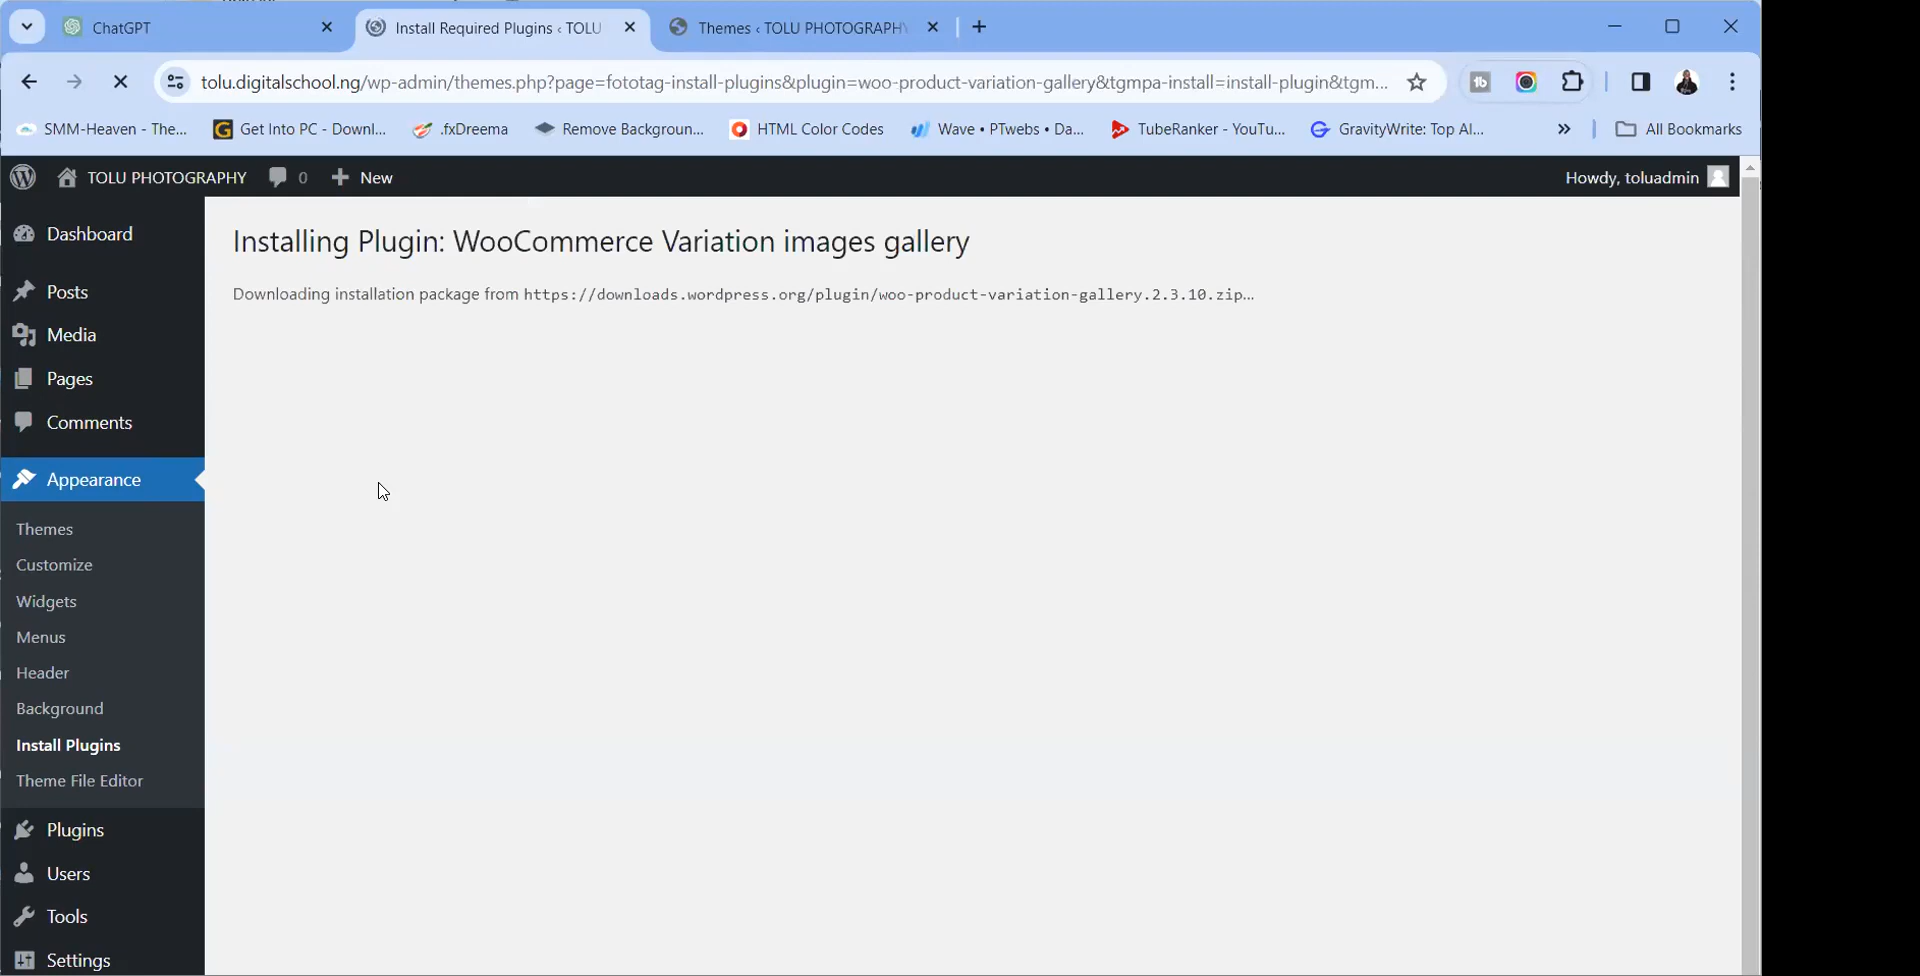 ChatGPT
Install Required Plugins ‹ TOLU
Themes ‹ TOLU PHOTOGRAPHY
tolu.digitalschool.ng/wp-admin/themes.php?page=fototag-install-plugins&plugin=woo-product-variation-gallery&tgmpa-install=install-plugin&tgm...
SMM-Heaven - The... Get Into PC - Downl... .fxDreema Remove Backgroun... HTML Color Codes Wave • PTwebs • Da... TubeRanker - YouTu... GravityWrite: Top AI... » All Bookmarks
TOLU PHOTOGRAPHY 0 New Howdy, toluadmin
Dashboard
Posts
Media
Pages
Comments
Appearance
Themes
Customize
Widgets
Menus
Header
Background
Install Plugins
Theme File Editor
Plugins
Users
Tools
Settings
Installing Plugin: WooCommerce Variation images gallery
Downloading installation package from https://downloads.wordpress.org/plugin/woo-product-variation-gallery.2.3.10.zip…